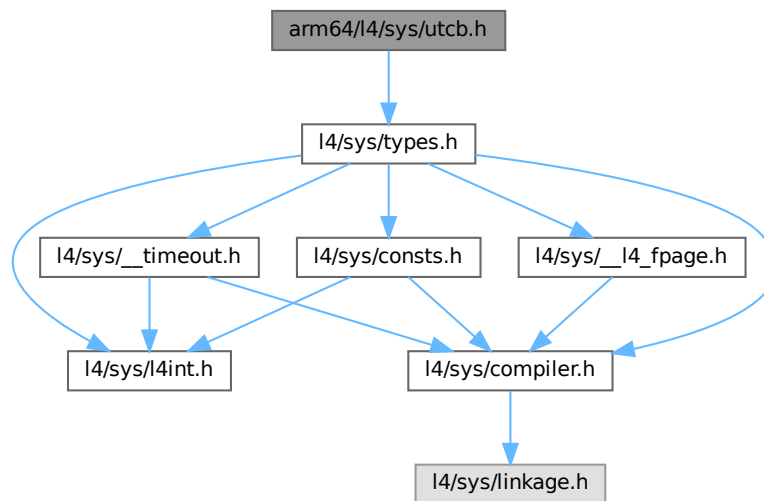 arm64/l4/sys/utcb.h
l4/sys/types.h
l4/sys/__timeout.h
l4/sys/consts.h
l4/sys/__l4_fpage.h
l4/sys/l4int.h
l4/sys/compiler.h
l4/sys/linkage.h